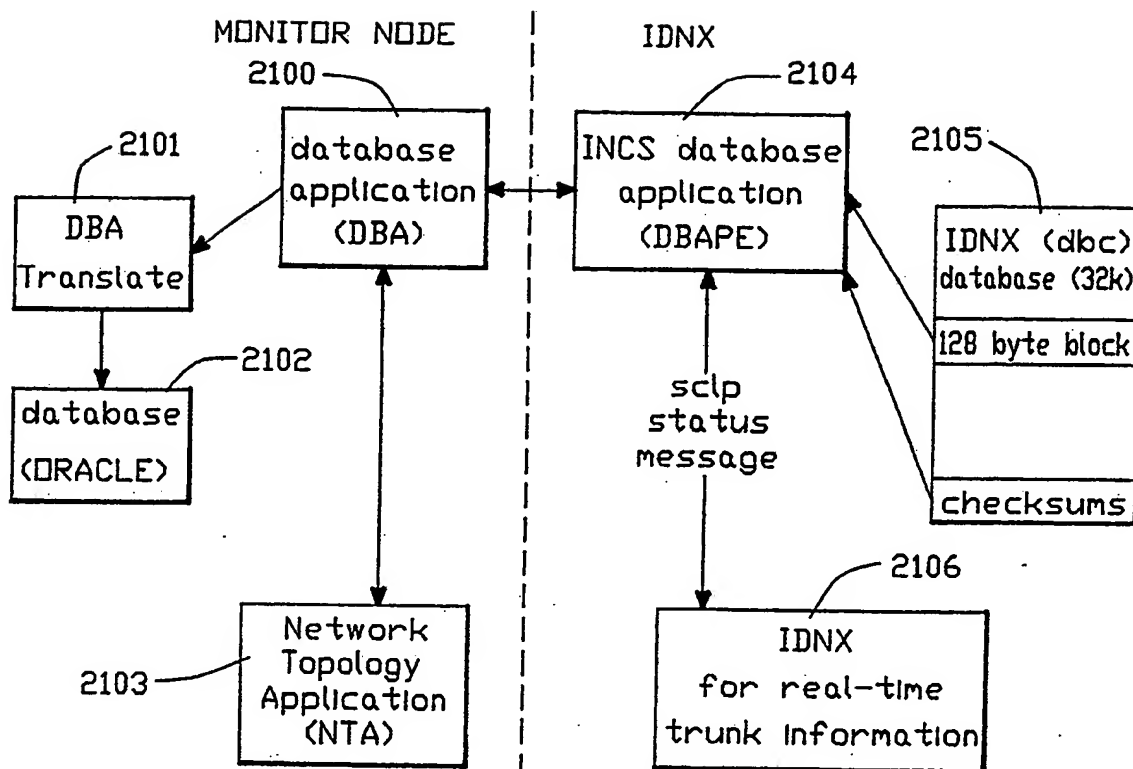 MONITOR NODE
IDNX
2100
2104
2101
2105
database
application
(DBA)
INCS database
application
(DBAPE)
DBA
Translate
IDNX (dbc)
database (32k)
128 byte block
checksums
2102
database
(ORACLE)
sclp
status
message
2106
2103
Network
Topology
Application
(NTA)
IDNX
for real-time
trunk information